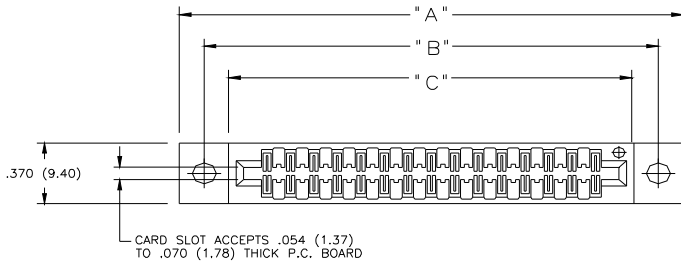 "A"
"B"
"C"
.370 (9.40)
CARD SLOT ACCEPTS .054 (1.37)
TO .070 (1.78) THICK P.C. BOARD